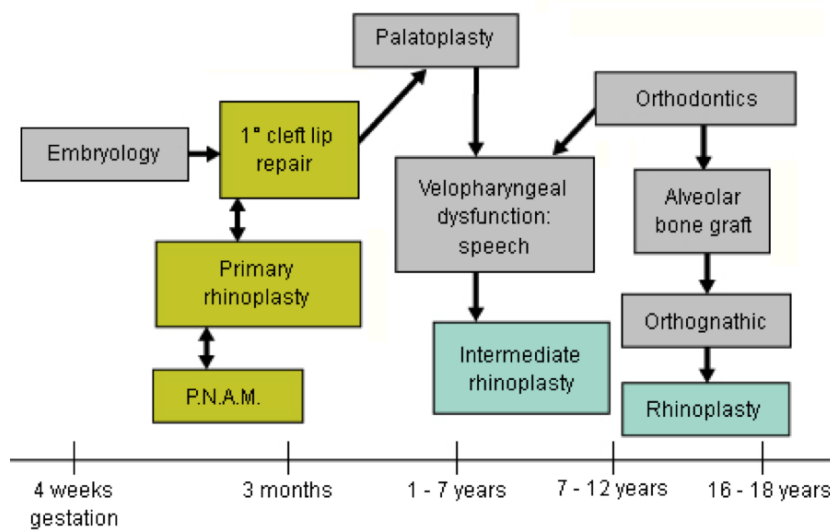 Palatoplasty
Orthodontics
1° cleft lip
repair
Embryology
Velopharyngeal
dysfunction:
speech
Alveolar
bone graft
Primary
rhinoplasty
Orthognathic
Intermediate
rhinoplasty
P.N.A.M.
Rhinoplasty
4 weeks
gestation
3 months
1 - 7 years
7 - 12 years
16 - 18 years